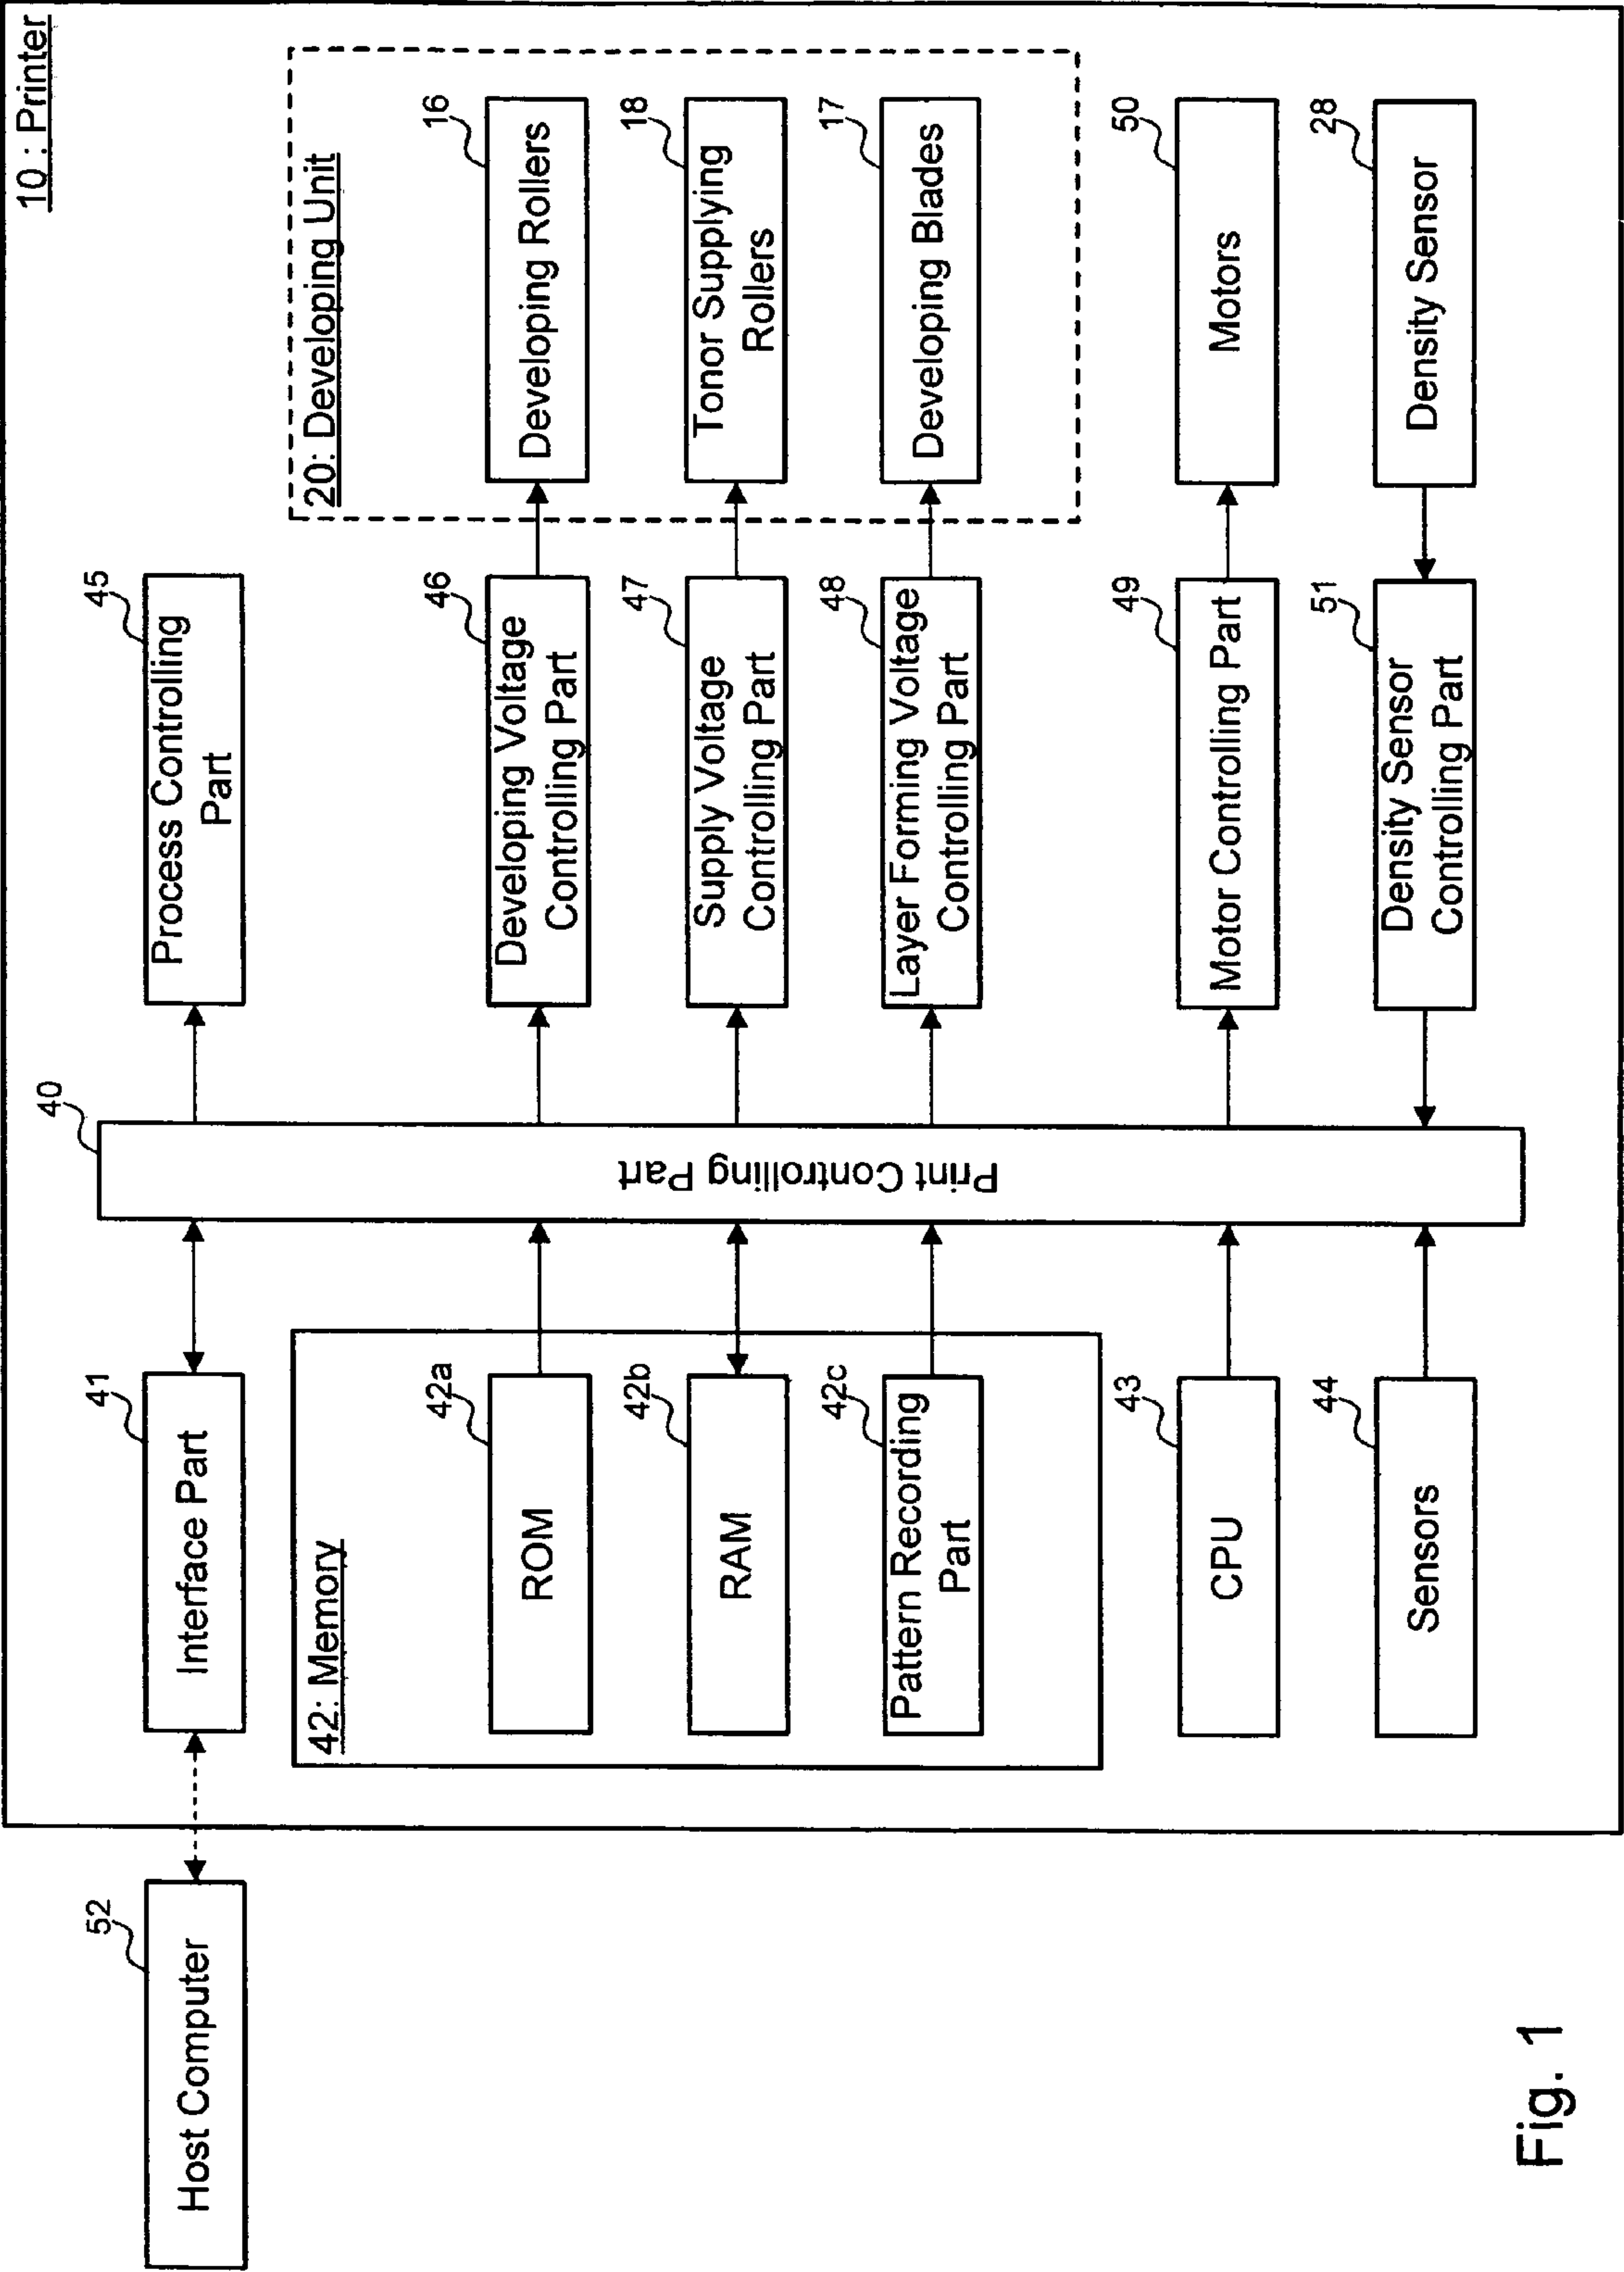 10 : Printer
52
Host Computer
41
Interface Part
40
Print Controlling Part
45
Process Controlling
Part
42: Memory
42a
ROM
42b
RAM
42c
Pattern Recording
Part
20: Developing Unit
46
Developing Voltage
Controlling Part
16
Developing Rollers
47
Supply Voltage
Controlling Part
18
Tonor Supplying
Rollers
48
Layer Forming Voltage
Controlling Part
17
Developing Blades
43
CPU
49
Motor Controlling Part
50
Motors
44
Sensors
51
Density Sensor
Controlling Part
28
Density Sensor
Fig. 1